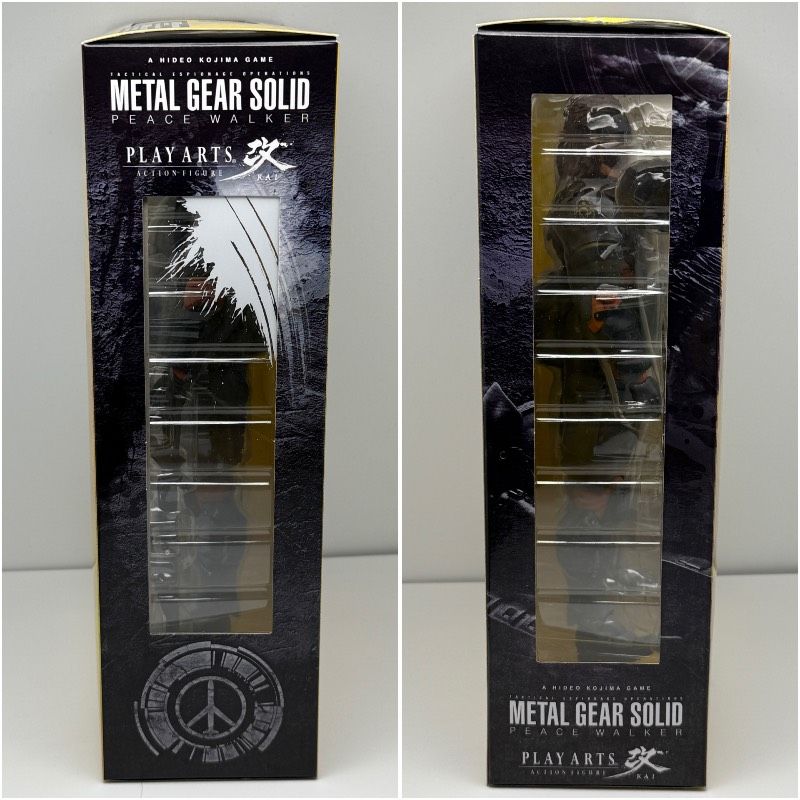 A HIDEO KOJIMA GAME
TACTICAL ESPIONAGE OPERATIONS
METAL GEAR SOLID
PEACE WALKER
PLAY ARTS® 改
ACTION FIGURE KAI
A HIDEO KOJIMA GAME
TACTICAL ESPIONAGE OPERATIONS
METAL GEAR SOLID
PEACE WALKER
PLAY ARTS 改
ACTION FIGURE KAI